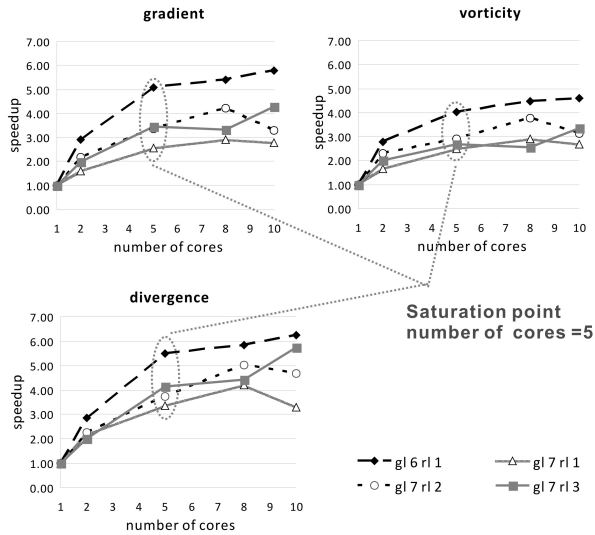 gradient
7.00
6.00
5.00
4.00
3.00
2.00
1.00
0.00
speedup
1 2 3 4 5 6 7 8 9 10
number of cores
vorticity
7.00
6.00
5.00
4.00
3.00
2.00
1.00
0.00
speedup
1 2 3 4 5 6 7 8 9 10
number of cores
divergence
7.00
6.00
5.00
4.00
3.00
2.00
1.00
0.00
speedup
1 2 3 4 5 6 7 8 9 10
number of cores
Saturation point
number of cores =5
gl 6 rl 1
gl 7 rl 1
gl 7 rl 2
gl 7 rl 3